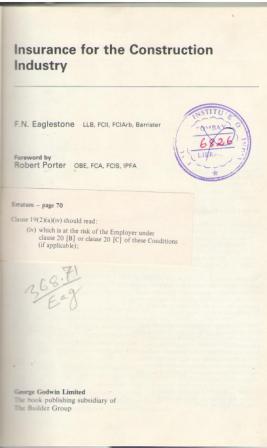 Insurance for the Construction
Industry
F.N. Eaglestone LLB, FCII, FCIArb, Barrister
Foreword by
Robert Porter OBE, FCA, FCIS, IPFA
6826
Erratum – page 70
Clause 19(2)(a)(iv) should read:
(iv) which is at the risk of the Employer under
clause 20 [B] or clause 20 [C] of these Conditions
(if applicable);
368.71
Eag
George Godwin Limited
The book publishing subsidiary of
The Builder Group